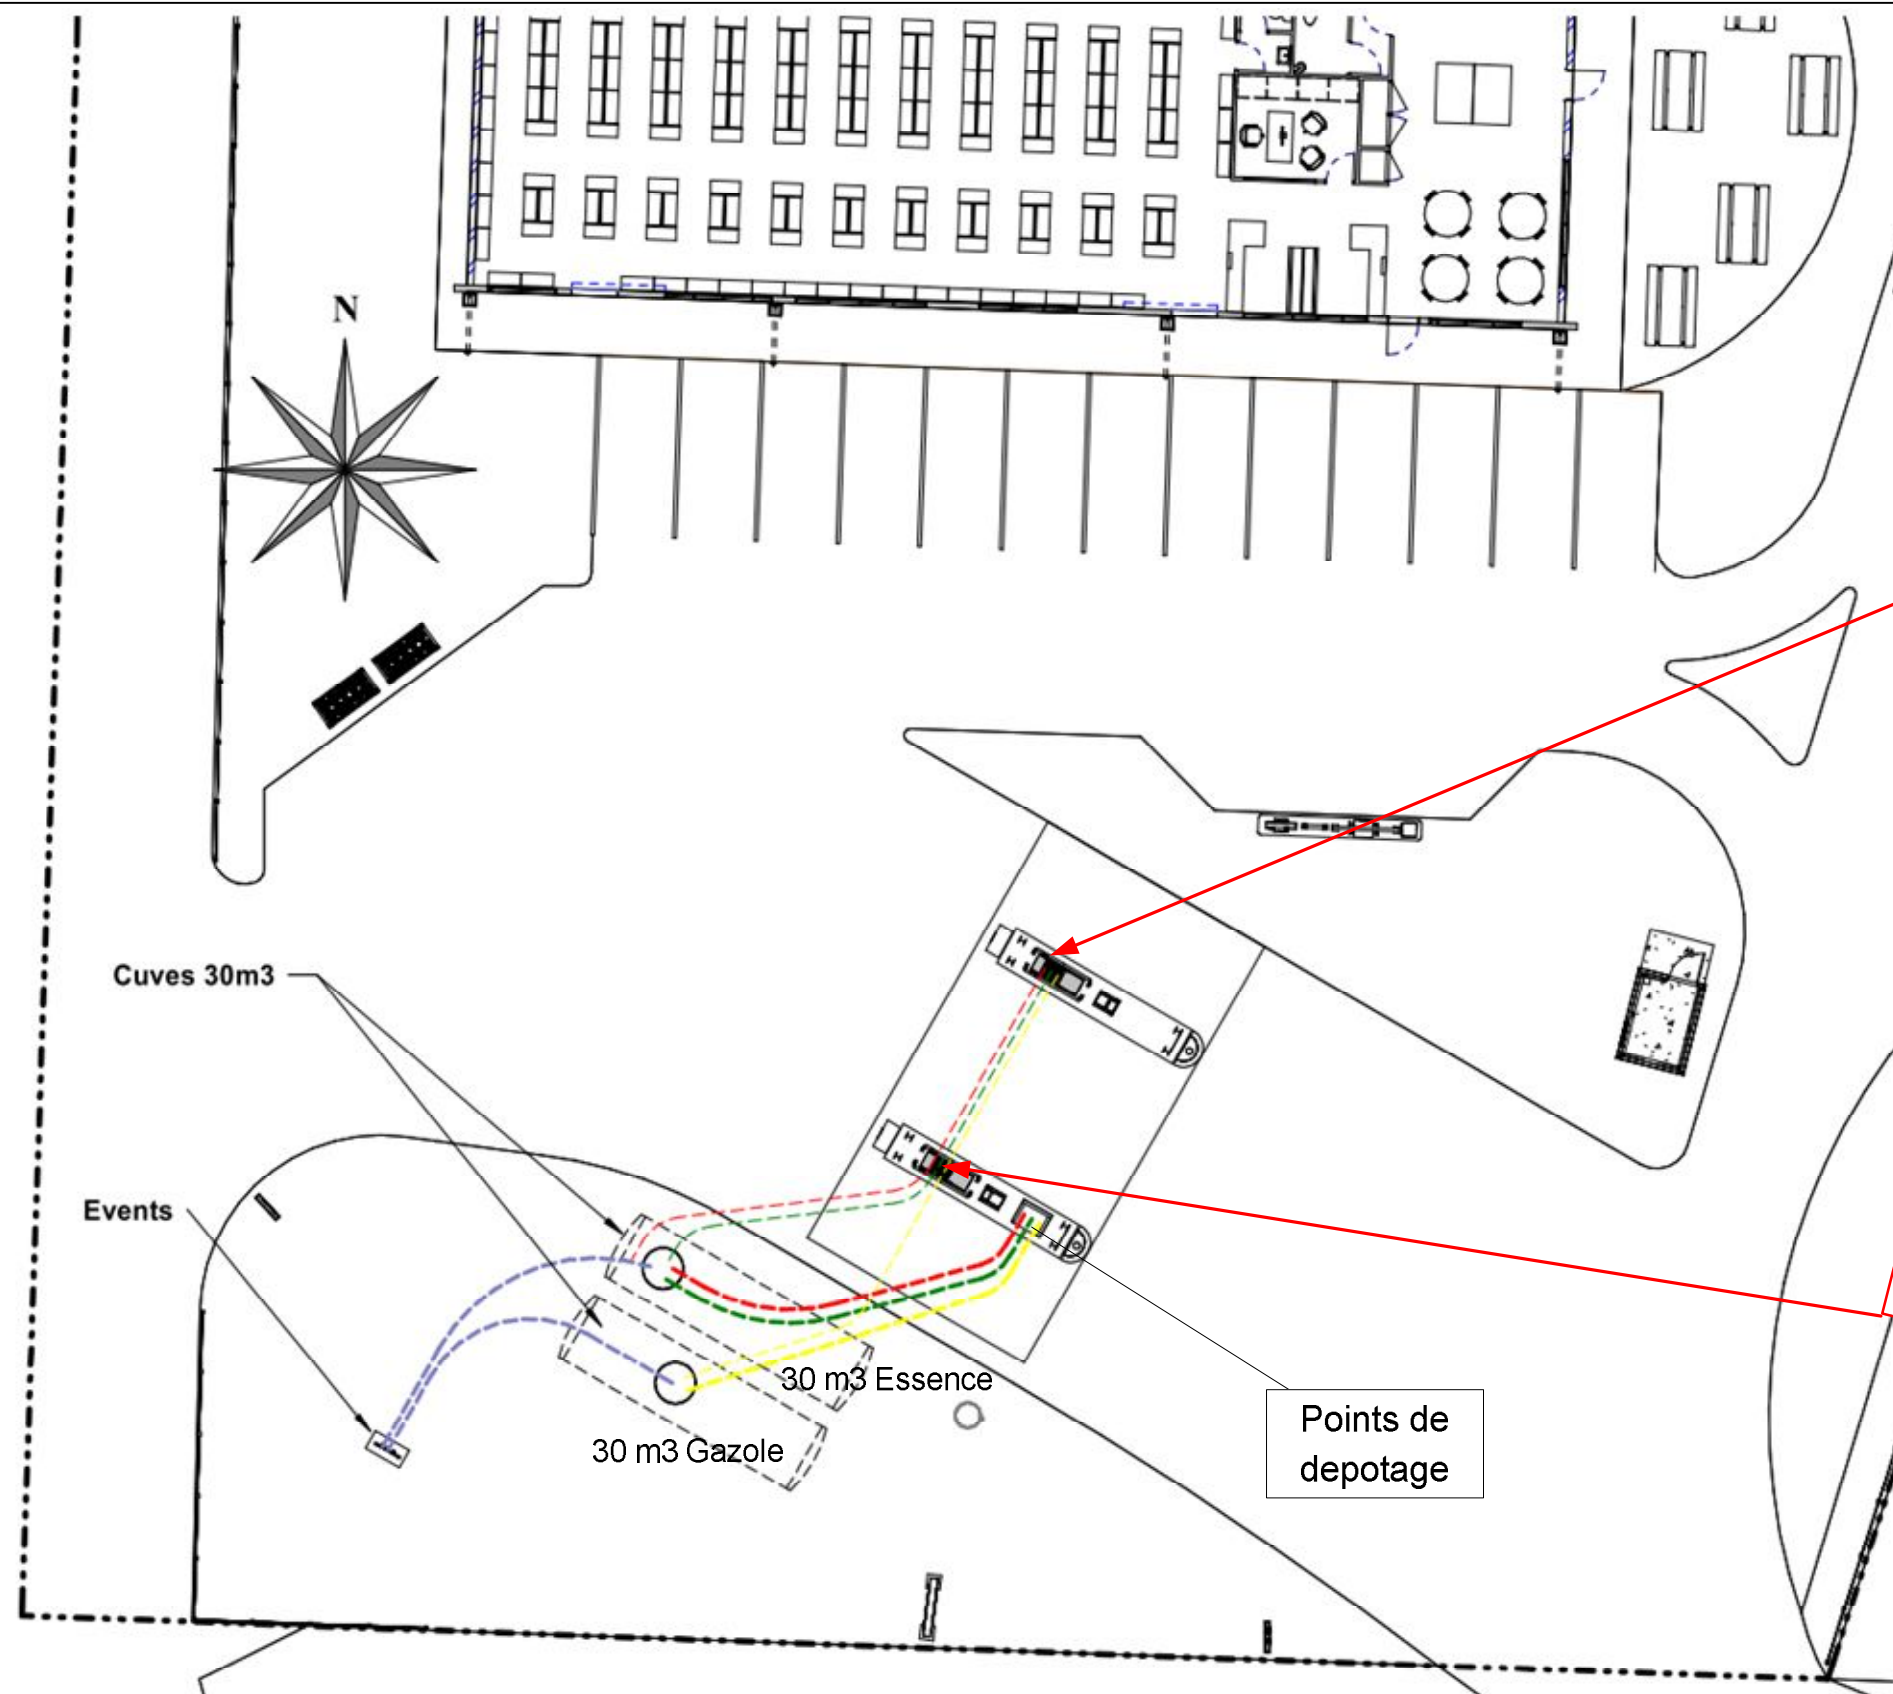 N
Cuves 30m3
Events
30 m3 Essence
30 m3 Gazole
Points de
depotage